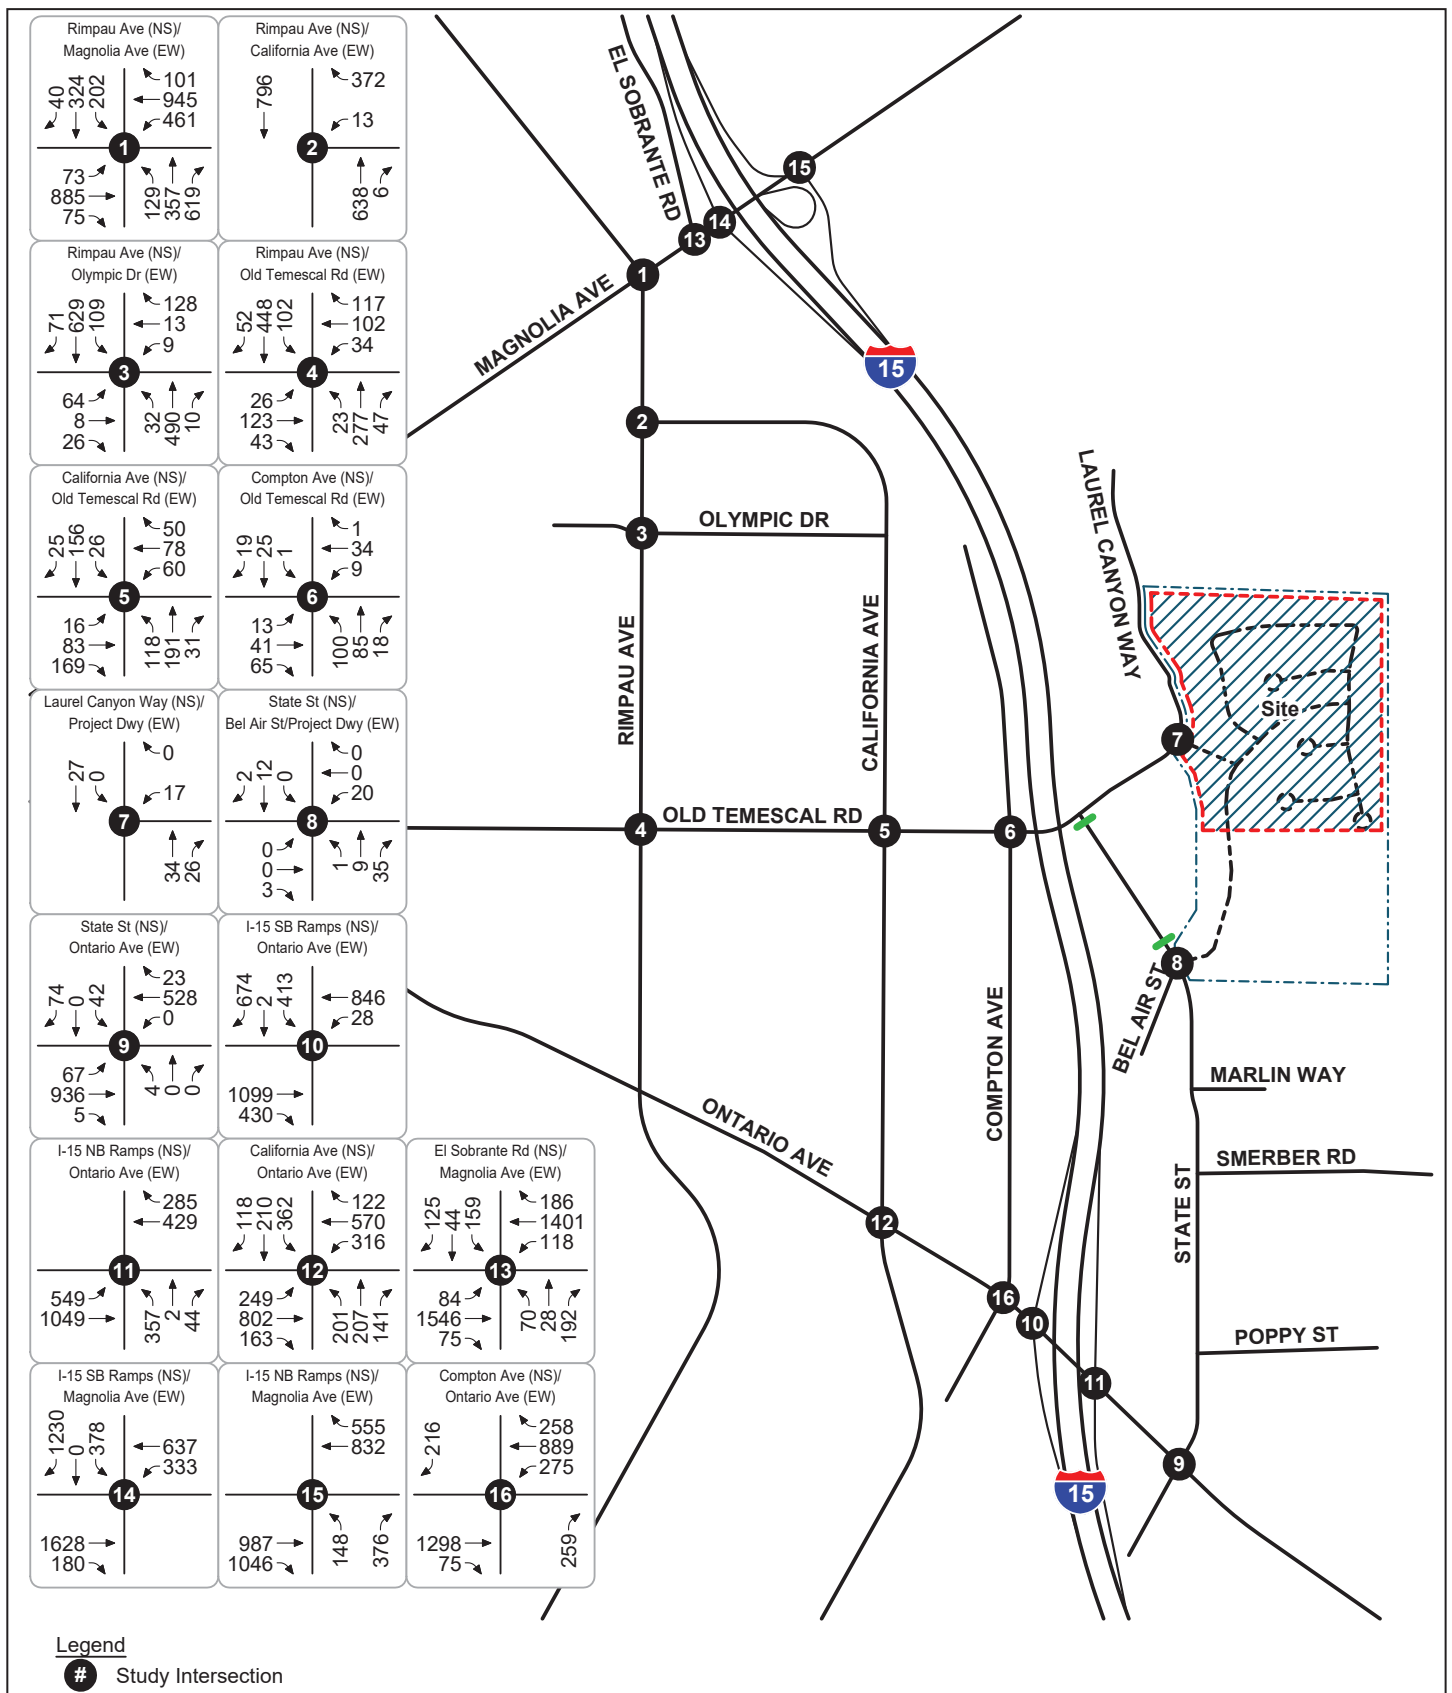 Rimpau Ave (NS)/
Magnolia Ave (EW)
40 324 202
101
945
461
1
73
885
75
129 357 619
Rimpau Ave (NS)/
California Ave (EW)
796
372
13
2
638 6
Rimpau Ave (NS)/
Olympic Dr (EW)
71 629 109
128
13
9
3
64
8
26
32 490 10
Rimpau Ave (NS)/
Old Temescal Rd (EW)
52 448 102
117
102
34
4
26
123
43
23 277 47
California Ave (NS)/
Old Temescal Rd (EW)
25 156 26
50
78
60
5
16
83
169
118 191 31
Compton Ave (NS)/
Old Temescal Rd (EW)
19 25 1
1
34
9
6
13
41
65
100 85 18
Laurel Canyon Way (NS)/
Project Dwy (EW)
27 0
0
17
7
34 26
State St (NS)/
Bel Air St/Project Dwy (EW)
2 12 0
0
0
20
8
0
0
3
1 9 35
State St (NS)/
Ontario Ave (EW)
74 0 42
23
528
0
9
67
936
5
4 0 0
I-15 SB Ramps (NS)/
Ontario Ave (EW)
674 2 413
846
28
10
1099
430
I-15 NB Ramps (NS)/
Ontario Ave (EW)
285
429
11
549
1049
357 2 44
California Ave (NS)/
Ontario Ave (EW)
118 210 362
122
570
316
12
249
802
163
201 207 141
El Sobrante Rd (NS)/
Magnolia Ave (EW)
125 44 159
186
1401
118
13
84
1546
75
70 28 192
I-15 SB Ramps (NS)/
Magnolia Ave (EW)
1230 0 378
637
333
14
1628
180
I-15 NB Ramps (NS)/
Magnolia Ave (EW)
555
832
15
987
1046
148 376
Compton Ave (NS)/
Ontario Ave (EW)
216
258
889
275
16
1298
75
259
EL SOBRANTE RD
15
14
13
1
MAGNOLIA AVE
15
2
LAUREL CANYON WAY
3
OLYMPIC DR
RIMPAU AVE
CALIFORNIA AVE
Site
7
4
OLD TEMESCAL RD
5
6
8
BEL AIR ST
COMPTON AVE
MARLIN WAY
ONTARIO AVE
SMERBER RD
STATE ST
12
16
10
POPPY ST
11
9
15
Legend
# Study Intersection